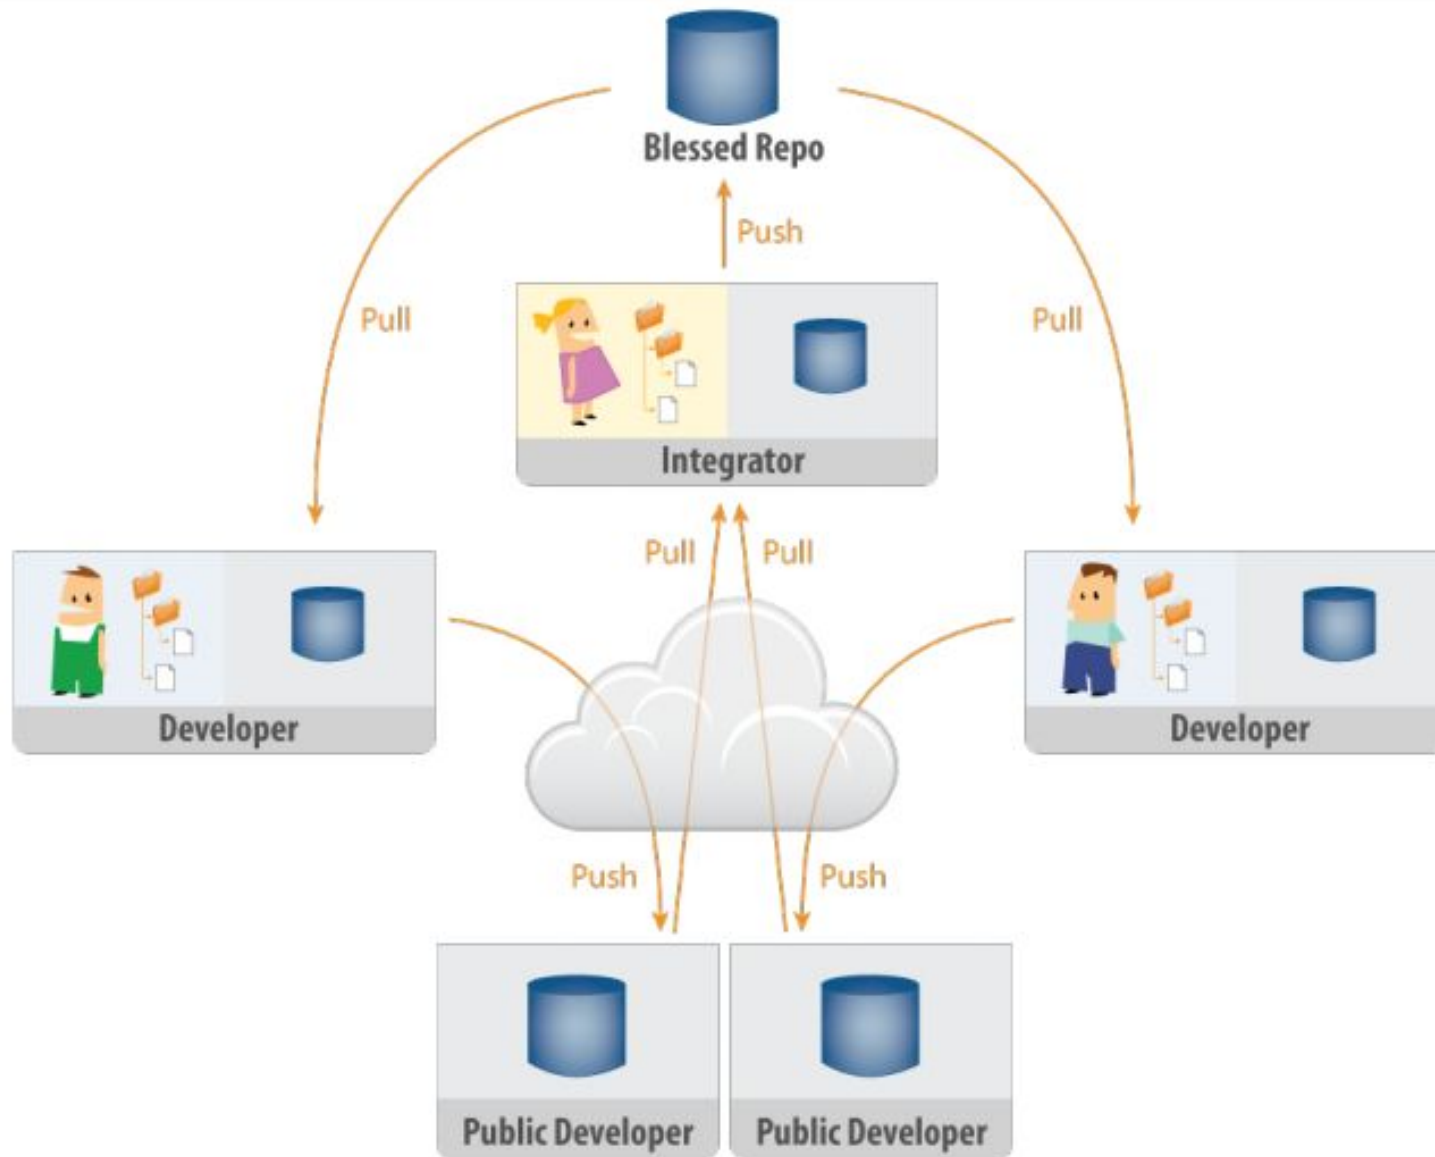 Blessed Repo
Push
Pull
Pull
Integrator
Pull
Pull
Developer
Developer
Push
Push
Public Developer
Public Developer